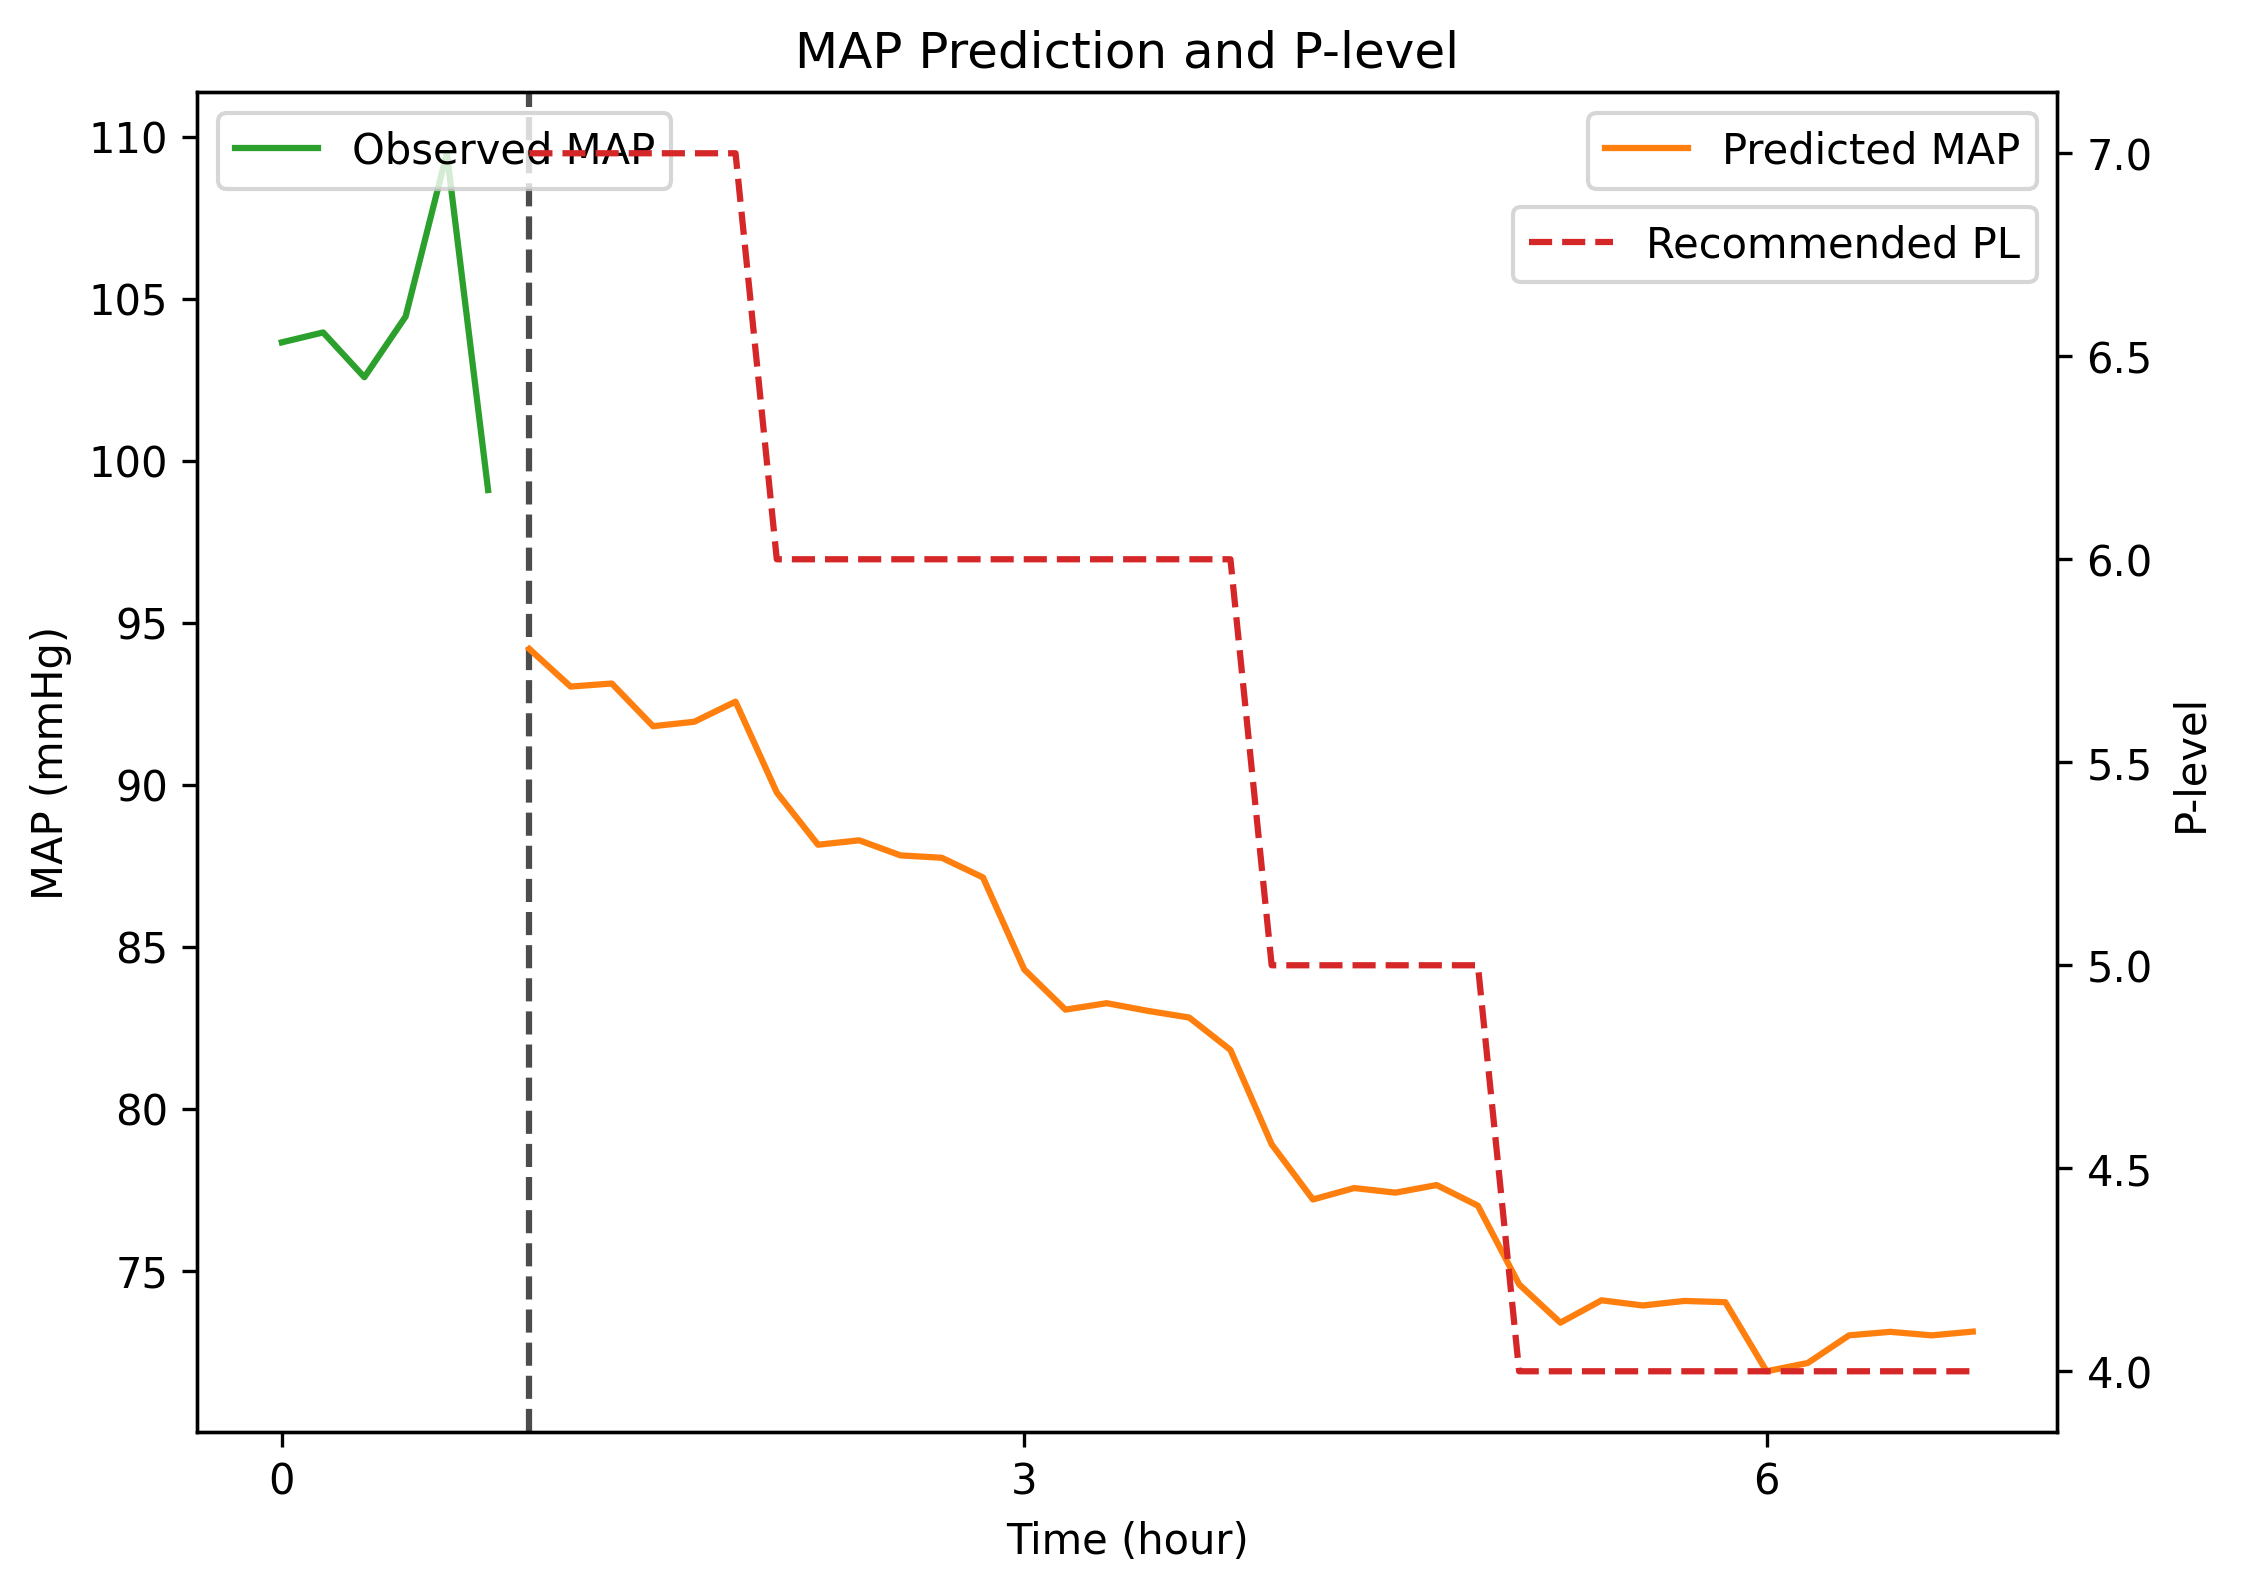 MAP Prediction and P-level
Observed MAP
Predicted MAP
Recommended PL
110
105
100
95
90
85
80
75
MAP (mmHg)
7.0
6.5
6.0
5.5
5.0
4.5
4.0
P-level
0 3 6
Time (hour)